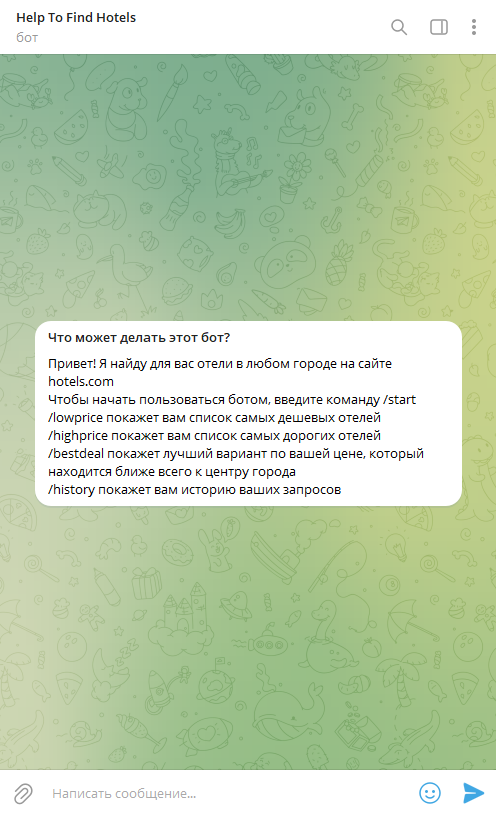 Help To Find Hotels
бот
Что может делать этот бот?
Привет! Я найду для вас отели в любом городе на сайте
hotels.com
Чтобы начать пользоваться ботом, введите команду /start
/lowprice покажет вам список самых дешевых отелей
/highprice покажет вам список самых дорогих отелей
/bestdeal покажет лучший вариант по вашей цене, который
находится ближе всего к центру города
/history покажет вам историю ваших запросов
Написать сообщение...